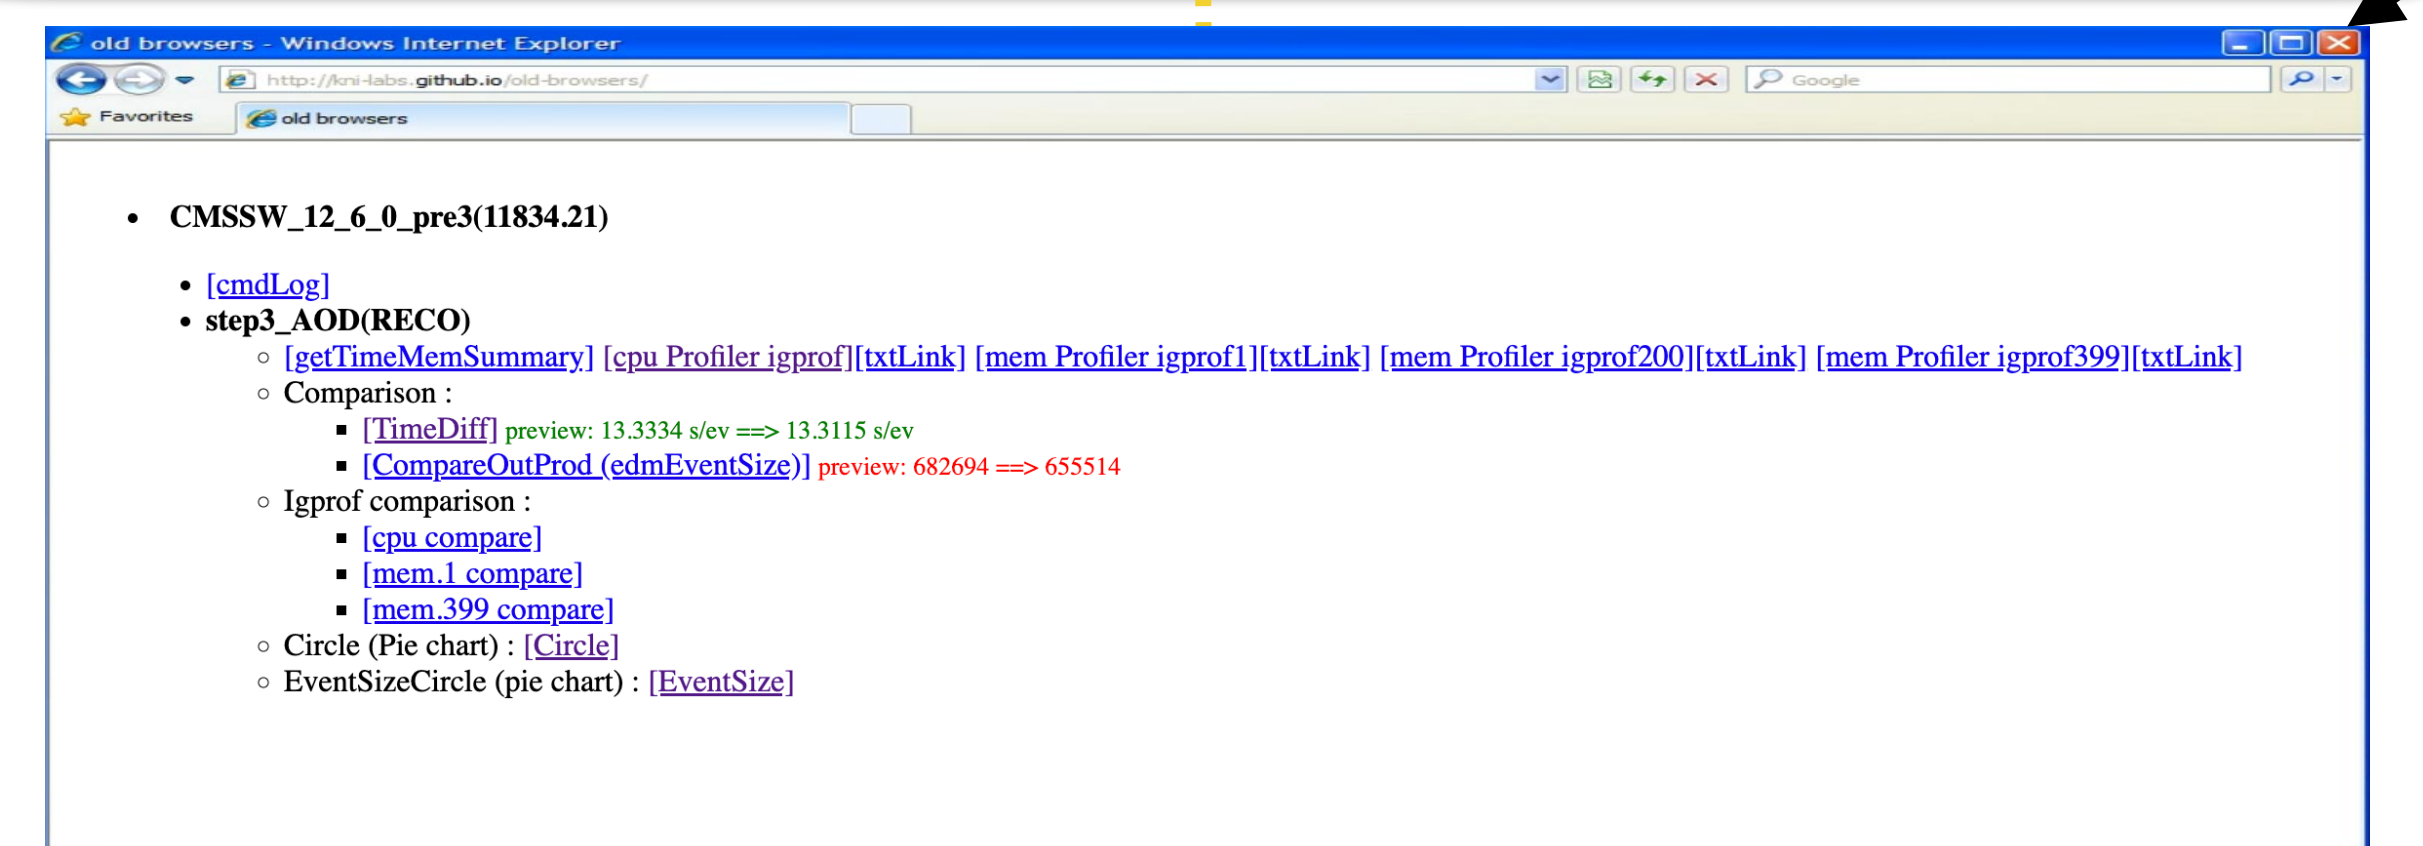 old browsers - Windows Internet Explorer
http://kni-labs.github.io/old-browsers/
Google
Favorites
old browsers
CMSSW_12_6_0_pre3(11834.21)
[cmdLog]
step3_AOD(RECO)
[getTimeMemSummary] [cpu Profiler igprof][txtLink] [mem Profiler igprof1][txtLink] [mem Profiler igprof200][txtLink] [mem Profiler igprof399][txtLink]
Comparison :
[TimeDiff] preview: 13.3334 s/ev ==> 13.3115 s/ev
[CompareOutProd (edmEventSize)] preview: 682694 ==> 655514
Igprof comparison :
[cpu compare]
[mem.1 compare]
[mem.399 compare]
Circle (Pie chart) : [Circle]
EventSizeCircle (pie chart) : [EventSize]